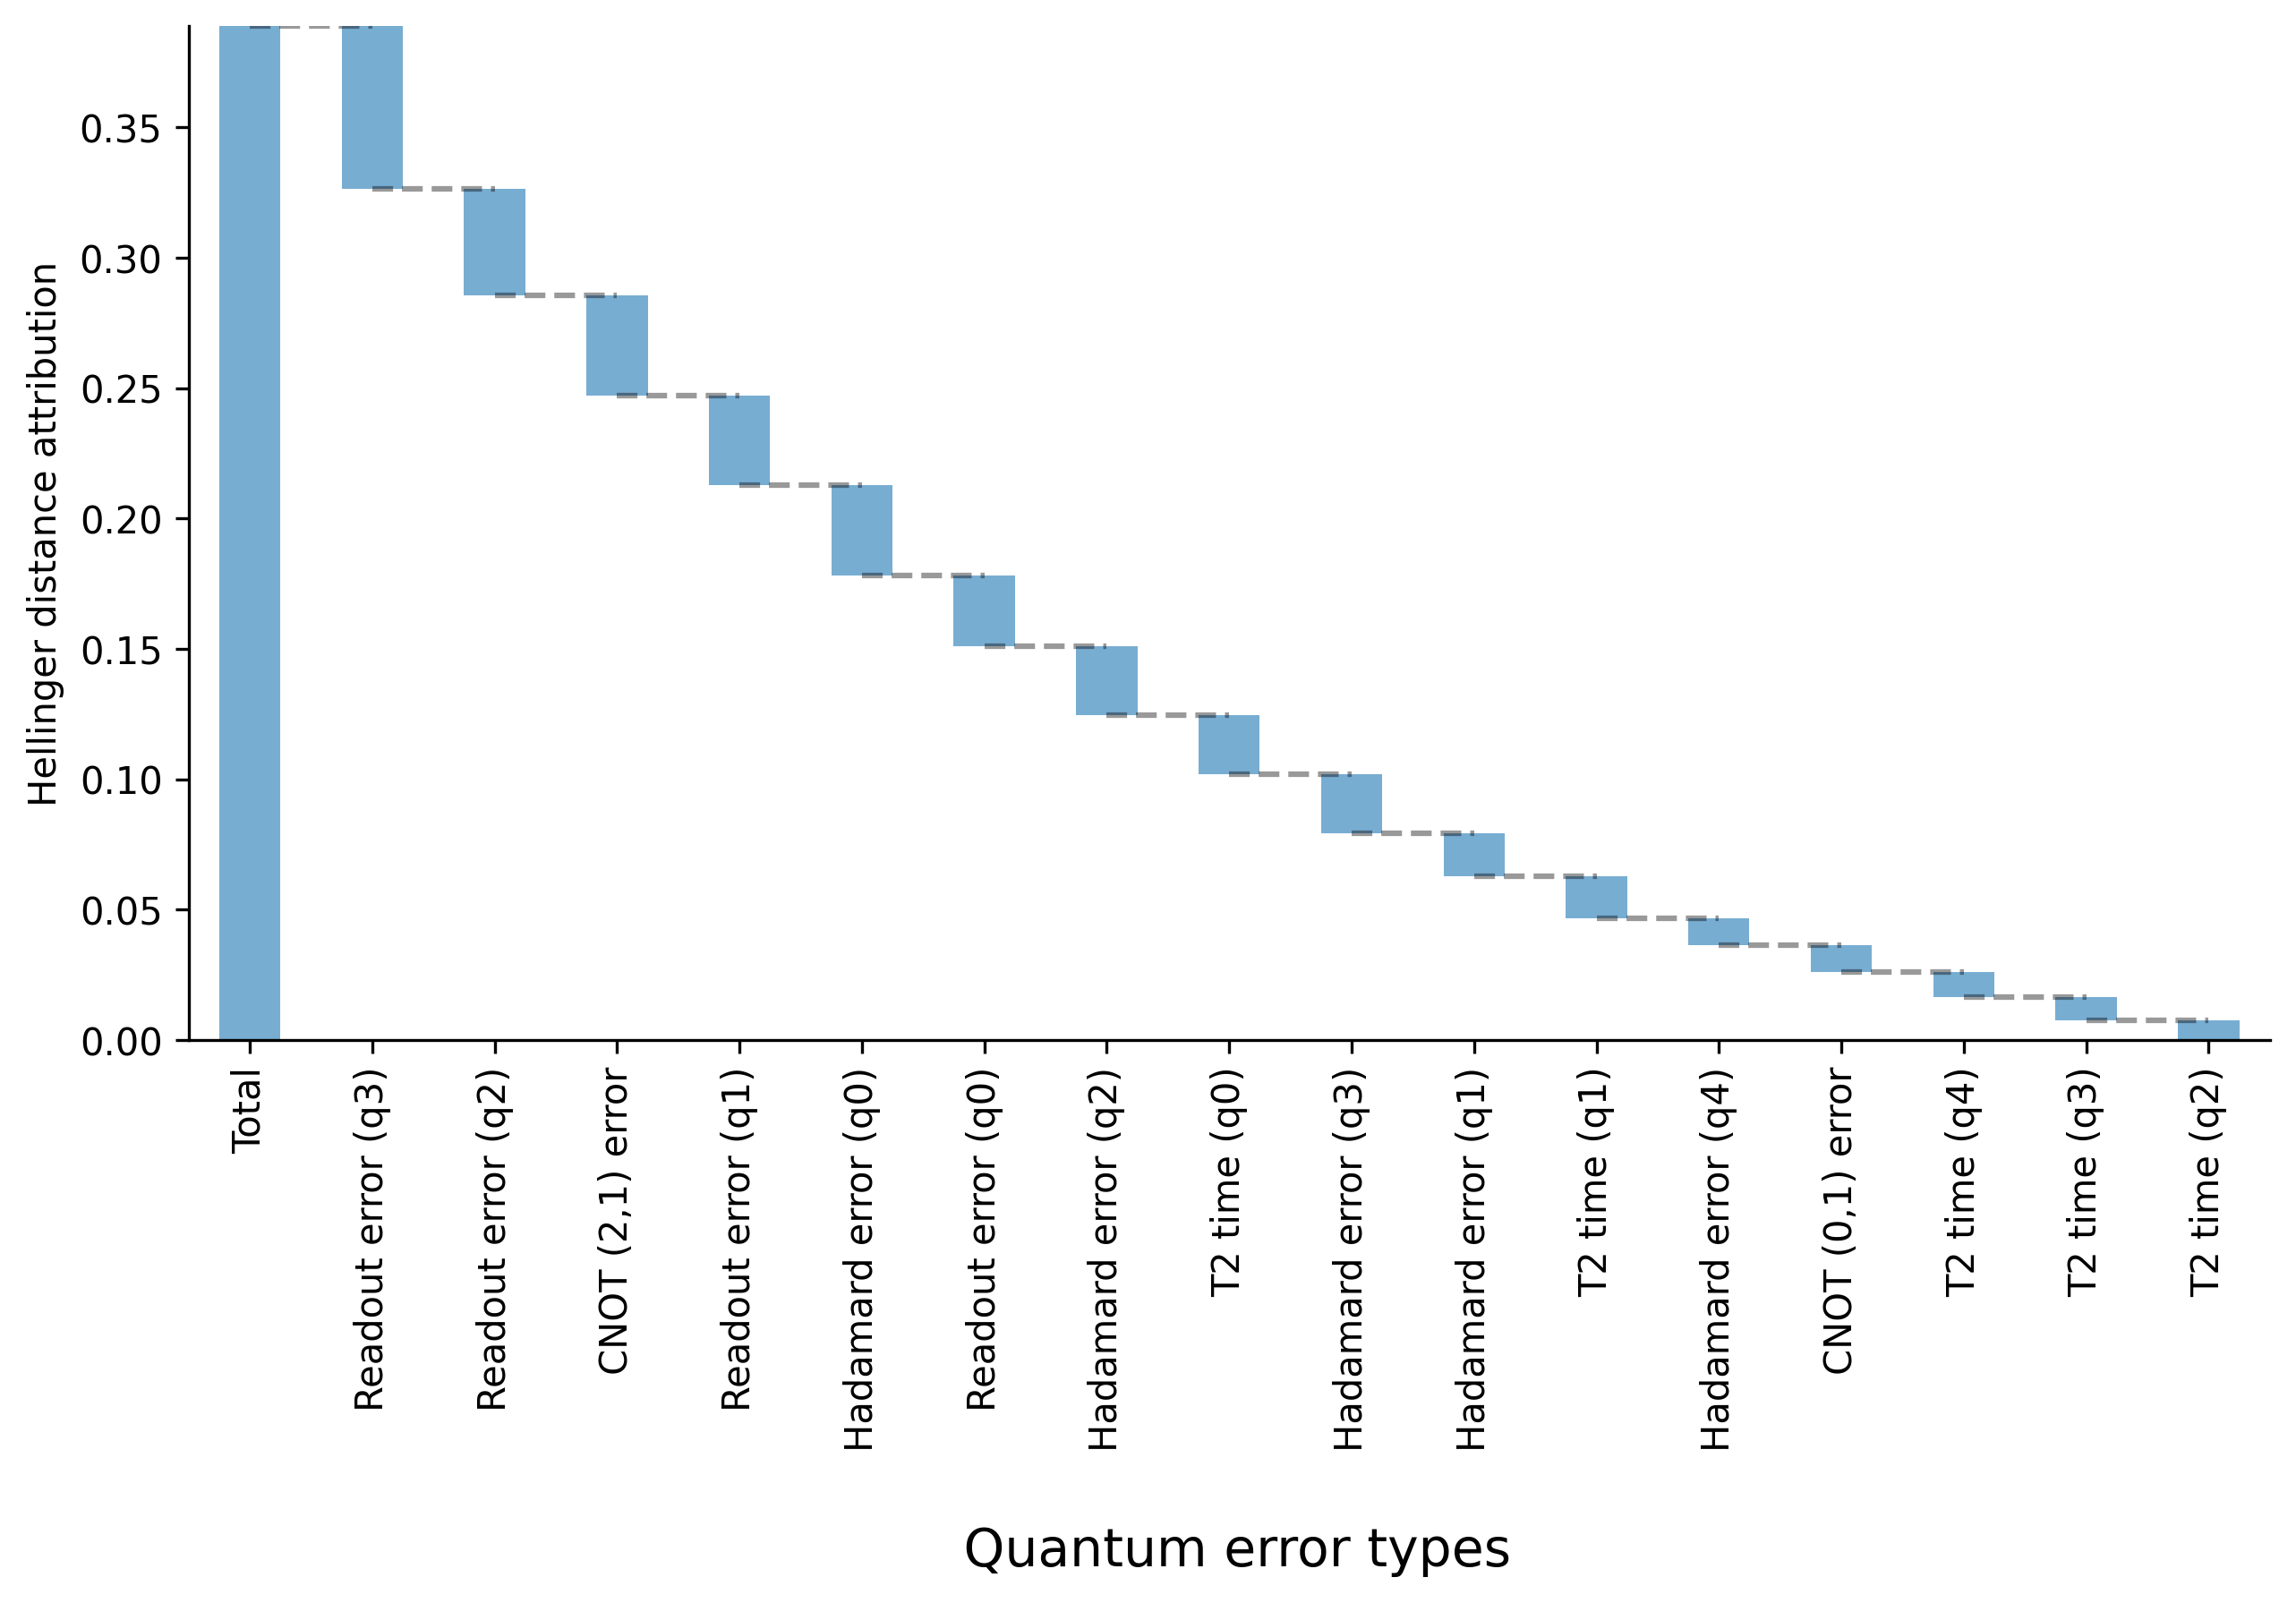 Hellinger distance attribution
0.35
0.30
0.25
0.20
0.15
0.10
0.05
0.00
Total
Readout error (q3)
Readout error (q2)
CNOT (2,1) error
Readout error (q1)
Hadamard error (q0)
Readout error (q0)
Hadamard error (q2)
T2 time (q0)
Hadamard error (q3)
Hadamard error (q1)
T2 time (q1)
Hadamard error (q4)
CNOT (0,1) error
T2 time (q4)
T2 time (q3)
T2 time (q2)
Quantum error types